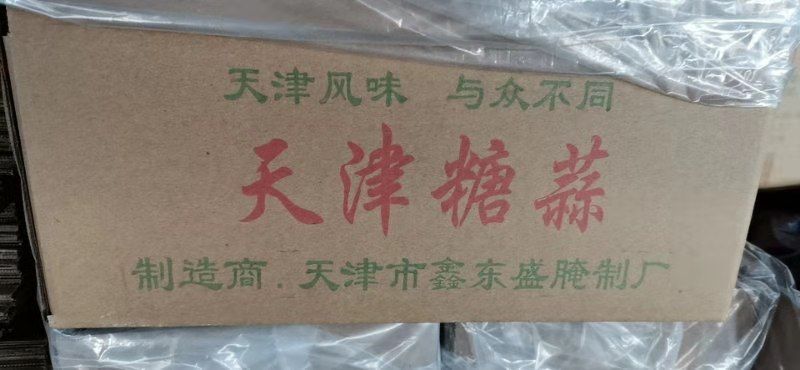 天津风味 与众不同
天津糖蒜
制造商.天津市鑫东盛腌制厂